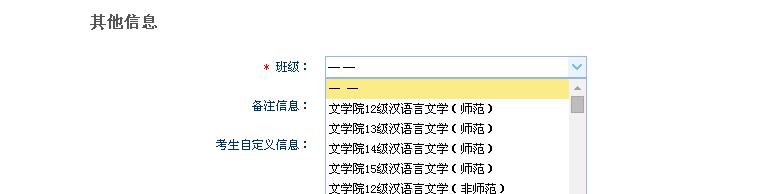 其他信息
* 班级：
— —
— —
备注信息：
文学院12级汉语言文学（师范）
文学院13级汉语言文学（师范）
考生自定义信息：
文学院14级汉语言文学（师范）
文学院15级汉语言文学（师范）
文学院12级汉语言文学（非师范）